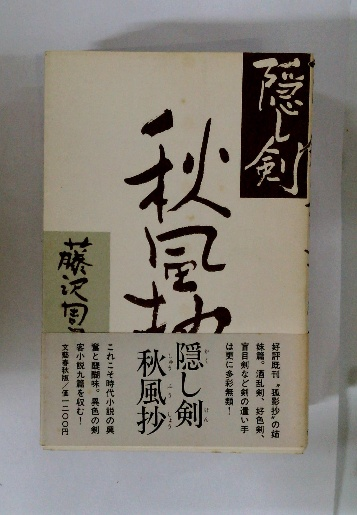 隠し剣
秋風抄
藤沢周
好評既刊〝孤影抄〟の姉
妹篇。酒乱剣、好色剣、
盲目剣など剣の遣い手
は更に多彩無類！
隠し剣
かく
けん
秋風抄
しゅう
ふう
しょう
これこそ時代小説の興
奮と醍醐味。異色の剣
客小説九篇を収む！
文藝春秋版／価一二〇〇円